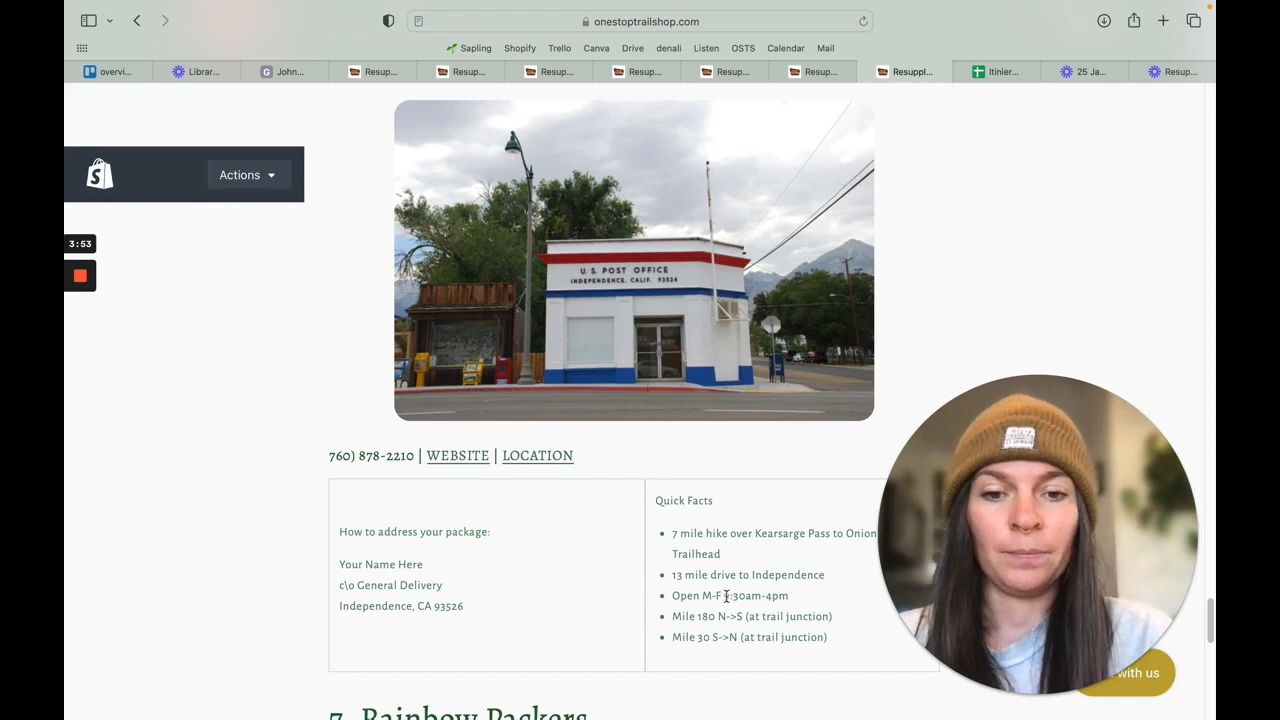 onestoptrailshop.com
Sapling Shopify Trello Canva Drive denali Listen OSTS Calendar Mail
overvi... Librar... John... Resup... Resup... Resup... Resup... Resup... Resup... Resuppl... Itinier... 25 Ja... Resup...
Actions
3:53
U.S. POST OFFICE
INDEPENDENCE, CALIF. 93526
760) 878-2210 | WEBSITE | LOCATION
How to address your package:
Your Name Here
c\o General Delivery
Independence, CA 93526
Quick Facts
7 mile hike over Kearsarge Pass to Onion
Trailhead
13 mile drive to Independence
Open M-F :30am-4pm
Mile 180 N->S (at trail junction)
Mile 30 S->N (at trail junction)
with us
7. Rainbow Packers